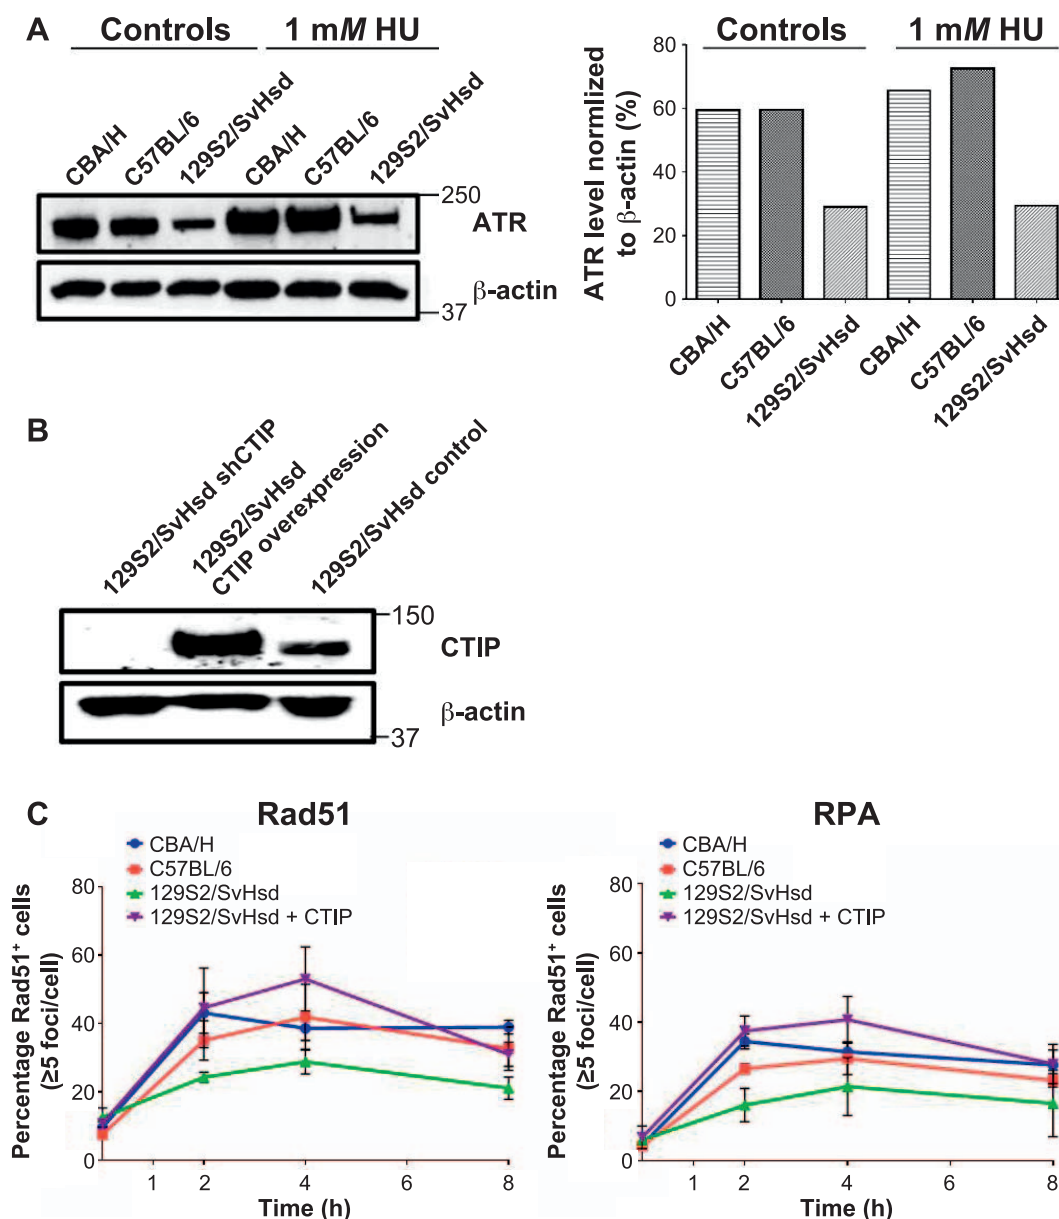 A
Controls
1 mM HU
CBA/H
C57BL/6
129S2/SvHsd
CBA/H
C57BL/6
129S2/SvHsd
250
ATR
β-actin
37
Controls
1 mM HU
ATR level normlized
to β-actin (%)
80
60
40
20
0
CBA/H
C57BL/6
129S2/SvHsd
CBA/H
C57BL/6
129S2/SvHsd
B
129S2/SvHsd shCTIP
129S2/SvHsd
CTIP overexpression
129S2/SvHsd control
150
CTIP
β-actin
37
C
Rad51
CBA/H
C57BL/6
129S2/SvHsd
129S2/SvHsd + CTIP
Percentage Rad51⁺ cells
(≥5 foci/cell)
80
60
40
20
0
1
2
4
6
8
Time (h)
RPA
CBA/H
C57BL/6
129S2/SvHsd
129S2/SvHsd + CTIP
Percentage Rad51⁺ cells
(≥5 foci/cell)
80
60
40
20
0
1
2
4
6
8
Time (h)